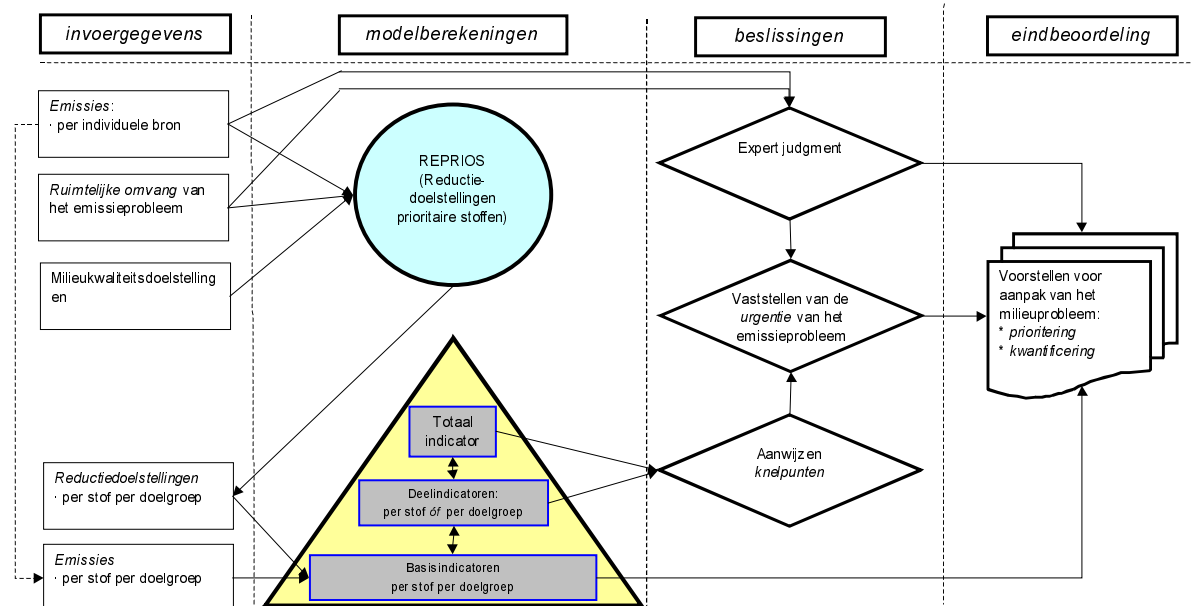 invoergegevens
modelberekeningen
beslissingen
eindbeoordeling
Emissies:
· per individuele bron
Ruimtelijke omvang van
het emissieprobleem
Milieukwaliteitsdoelstelling
en
REPRIOS
(Reductie-
doelstellingen
prioritaire stoffen)
Expert judgment
Vaststellen van de
urgentie van het
emissieprobleem
Voorstellen voor
aanpak van het
milieuprobleem:
* prioritering
* kwantificering
Totaal
indicator
Aanwijzen
knelpunten
Reductiedoelstellingen
· per stof per doelgroep
Deelindicatoren:
per stof óf per doelgroep
Emissies
· per stof per doelgroep
Basisindicatoren
per stof per doelgroep